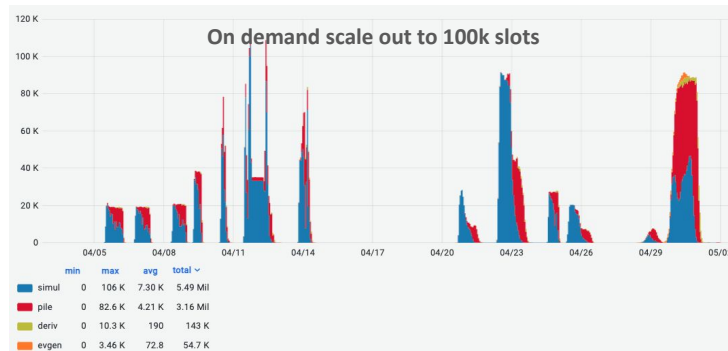 On demand scale out to 100k slots
120 K
100 K
80 K
60 K
40 K
20 K
0
04/05 04/08 04/11 04/14 04/17 04/20 04/23 04/26 04/29 05/0
min max avg total
simul 0 106 K 7.30 K 5.49 Mil
pile 0 82.6 K 4.21 K 3.16 Mil
deriv 0 10.3 K 190 143 K
evgen 0 3.46 K 72.8 54.7 K